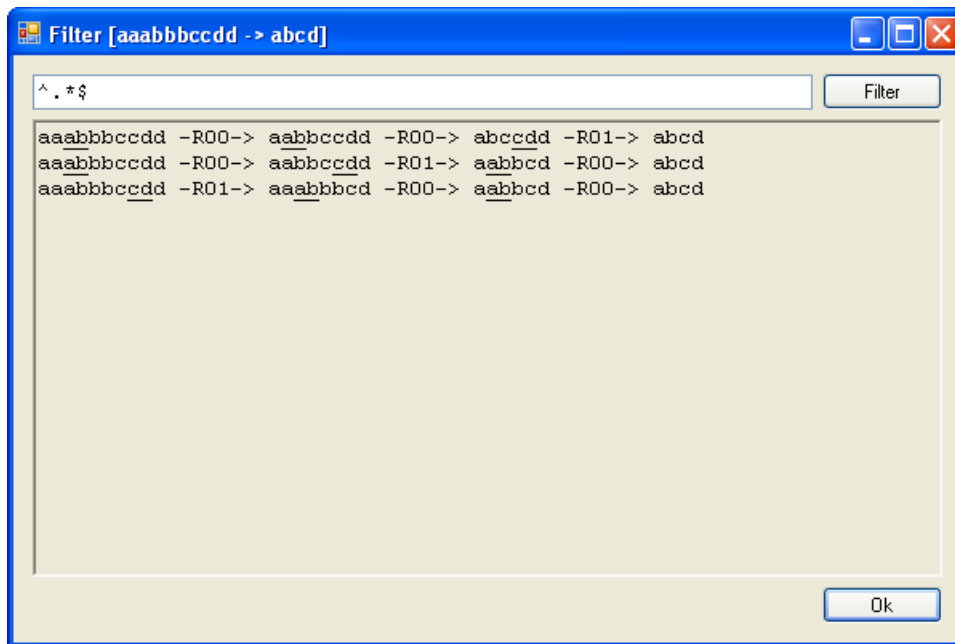 Filter [aaabbbccdd -> abcd]
^.*$
Filter
aaabbbccdd -R00-> aabbccdd -R00-> abccdd -R01-> abcd
aaabbbccdd -R00-> aabbccdd -R01-> aabbcd -R00-> abcd
aaabbbccdd -R01-> aaabbbcd -R00-> aabbcd -R00-> abcd
Ok